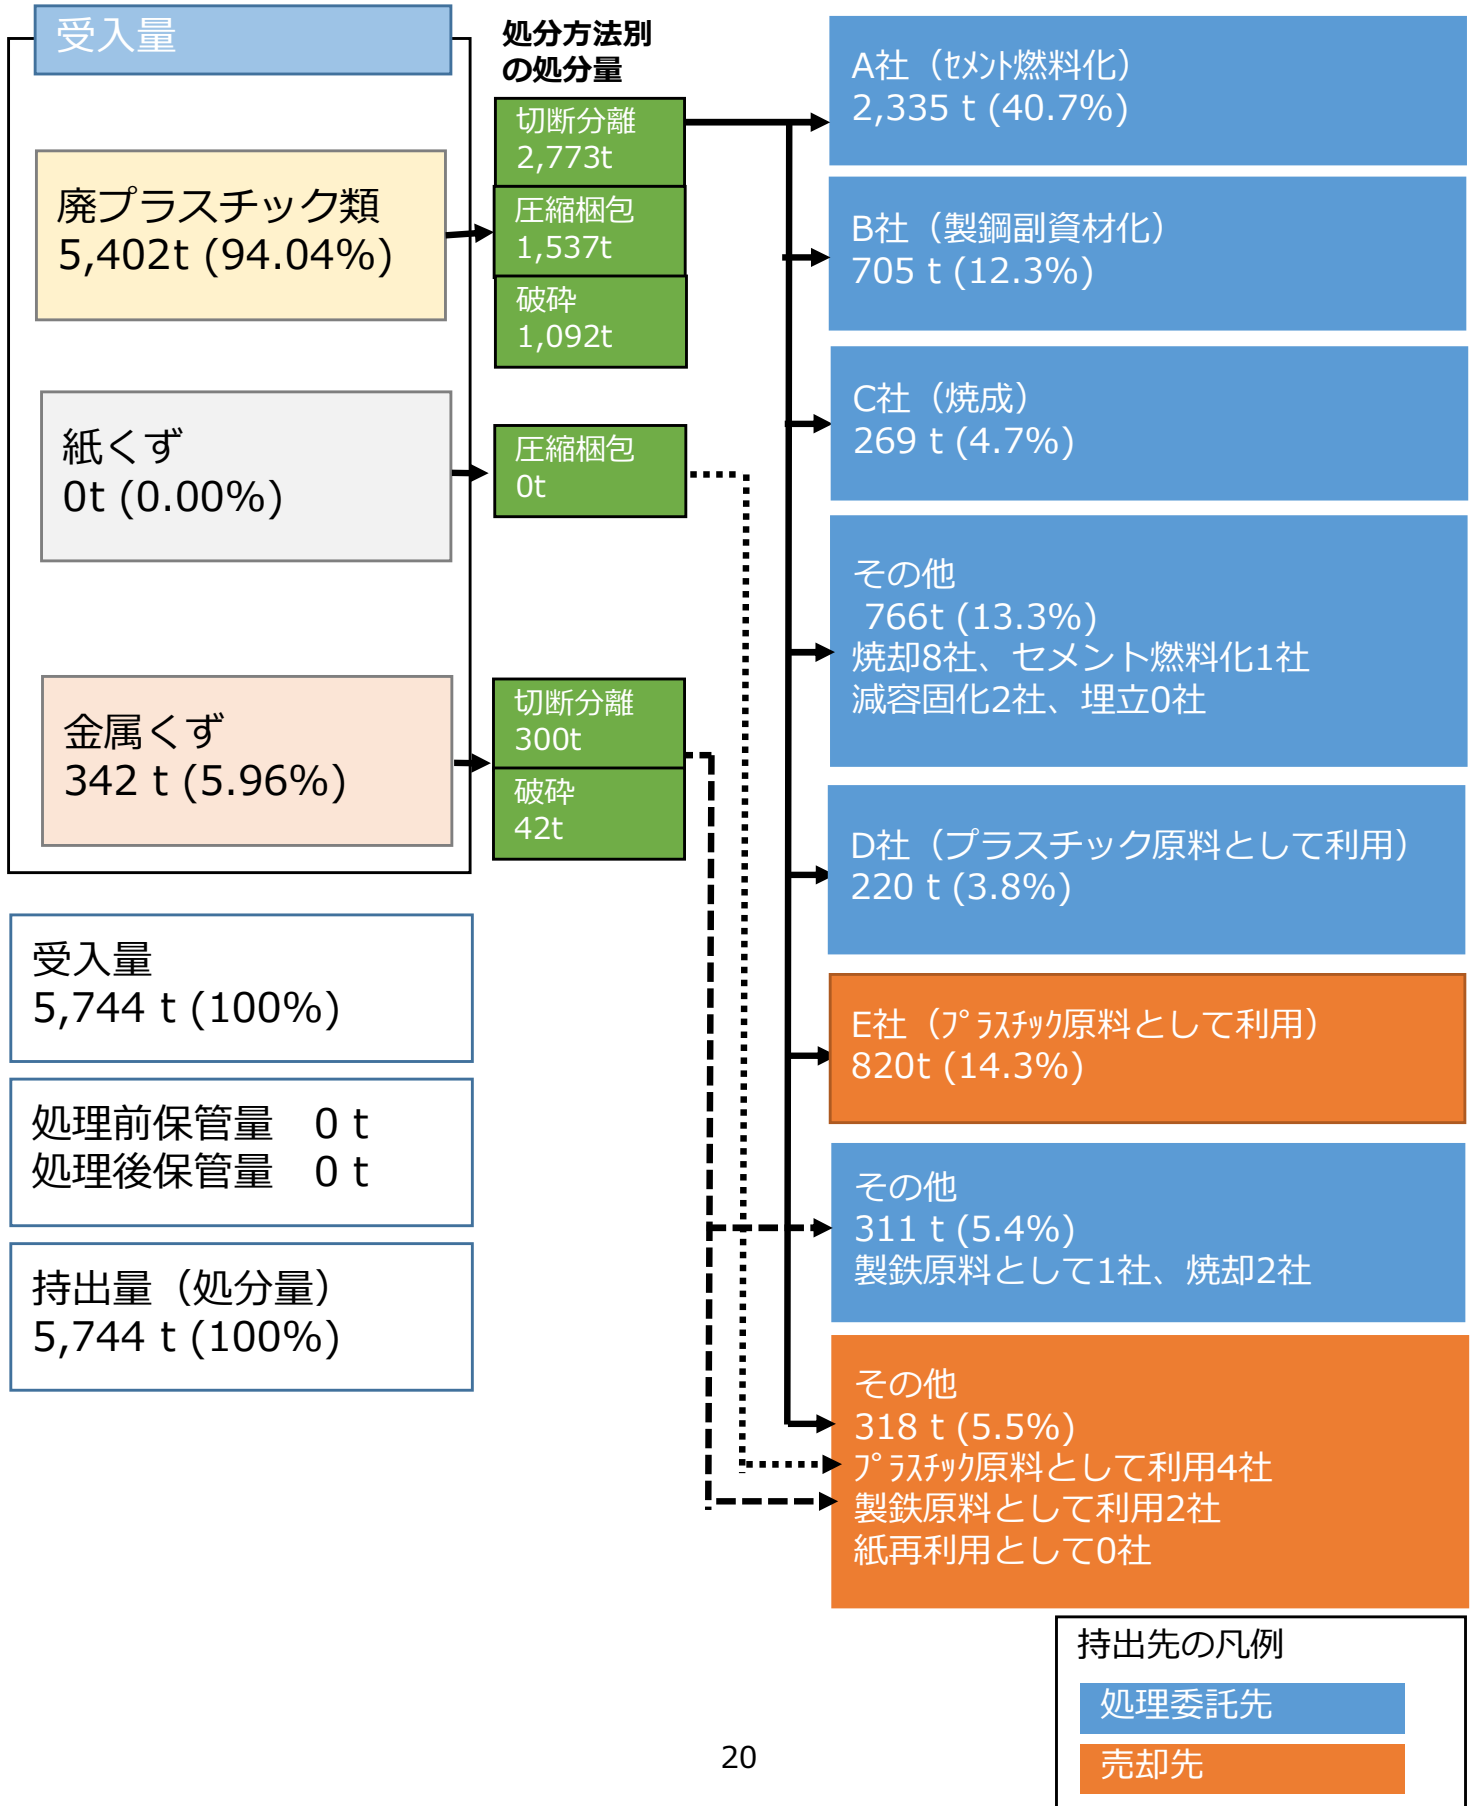 受入量
廃プラスチック類
5,402t (94.04%)
紙くず
0t (0.00%)
金属くず
342 t (5.96%)
受入量
5,744 t (100%)
処理前保管量　0 t
処理後保管量　0 t
持出量（処分量）
5,744 t (100%)
処分方法別
の処分量
切断分離
2,773t
圧縮梱包
1,537t
破砕
1,092t
圧縮梱包
0t
切断分離
300t
破砕
42t
A社（ｾﾒﾝﾄ燃料化）
2,335 t (40.7%)
B社（製鋼副資材化）
705 t (12.3%)
C社（焼成）
269 t (4.7%)
その他
766t (13.3%)
焼却8社、セメント燃料化1社
減容固化2社、埋立0社
D社（プラスチック原料として利用）
220 t (3.8%)
E社（ﾌﾟﾗｽﾁｯｸ原料として利用）
820t (14.3%)
その他
311 t (5.4%)
製鉄原料として1社、焼却2社
その他
318 t (5.5%)
ﾌﾟﾗｽﾁｯｸ原料として利用4社
製鉄原料として利用2社
紙再利用として0社
持出先の凡例
処理委託先
売却先
20